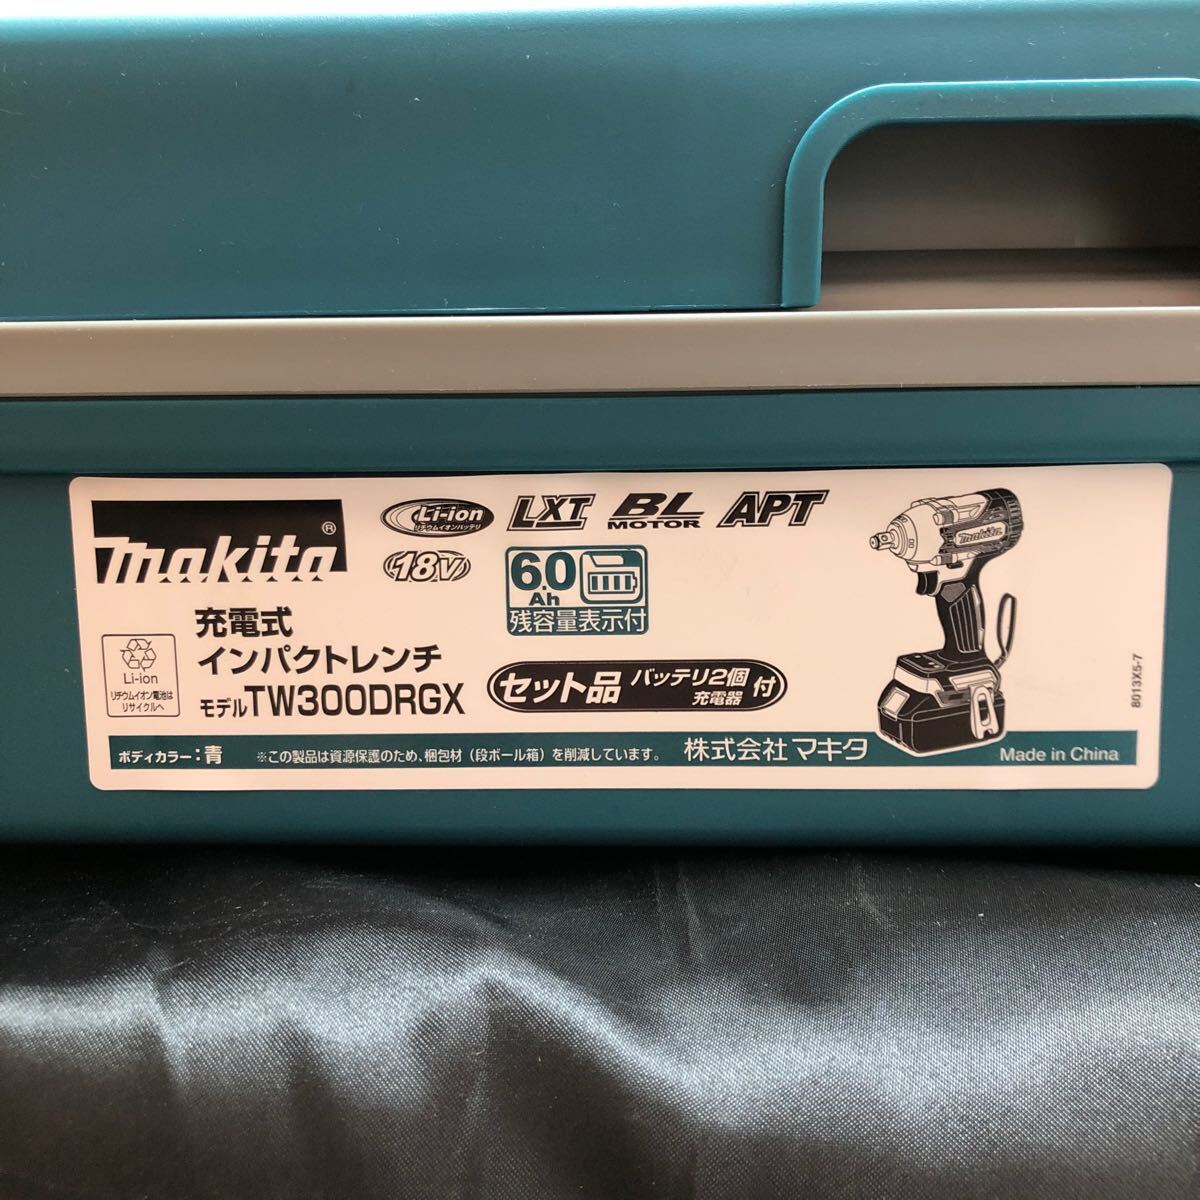 makita®
Li-ion
リチウムイオンバッテリ
LXT
BL
MOTOR
APT
18V
6.0
Ah
残容量表示付
充電式
インパクトレンチ
モデルTW300DRGX
Li-ion
リチウムイオン電池は
リサイクルへ
セット品 バッテリ2個 充電器 付
makita
8013X5-7
ボディカラー：青
※この製品は資源保護のため、梱包材（段ボール箱）を削減しています。
株式会社マキタ
Made in China